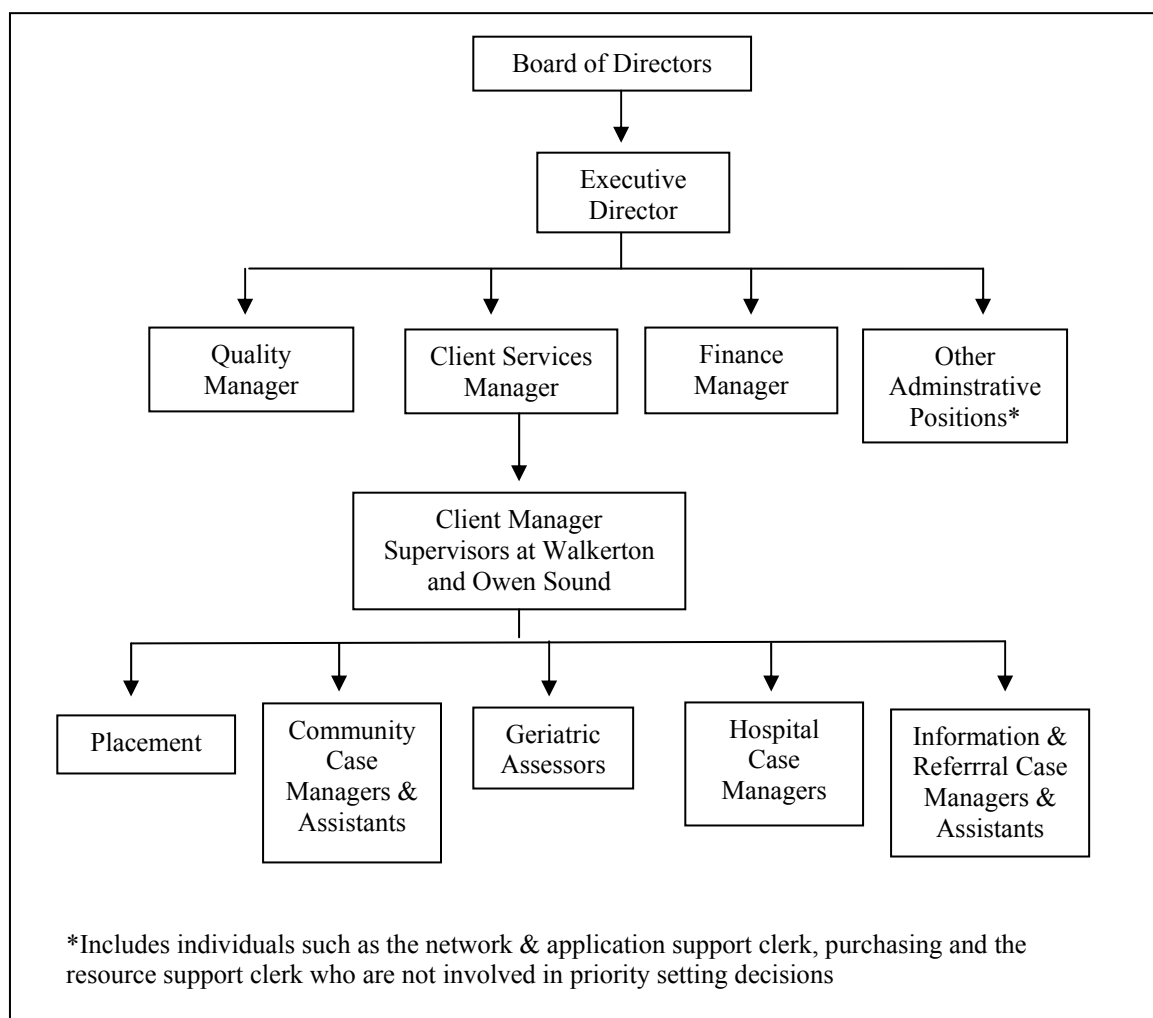 Board of Directors
Executive
Director
Quality
Manager
Client Services
Manager
Finance
Manager
Other
Adminstrative
Positions*
Client Manager
Supervisors at Walkerton
and Owen Sound
Placement
Community
Case
Managers &
Assistants
Geriatric
Assessors
Hospital
Case
Managers
Information &
Referrral Case
Managers &
Assistants
*Includes individuals such as the network & application support clerk, purchasing and the
resource support clerk who are not involved in priority setting decisions